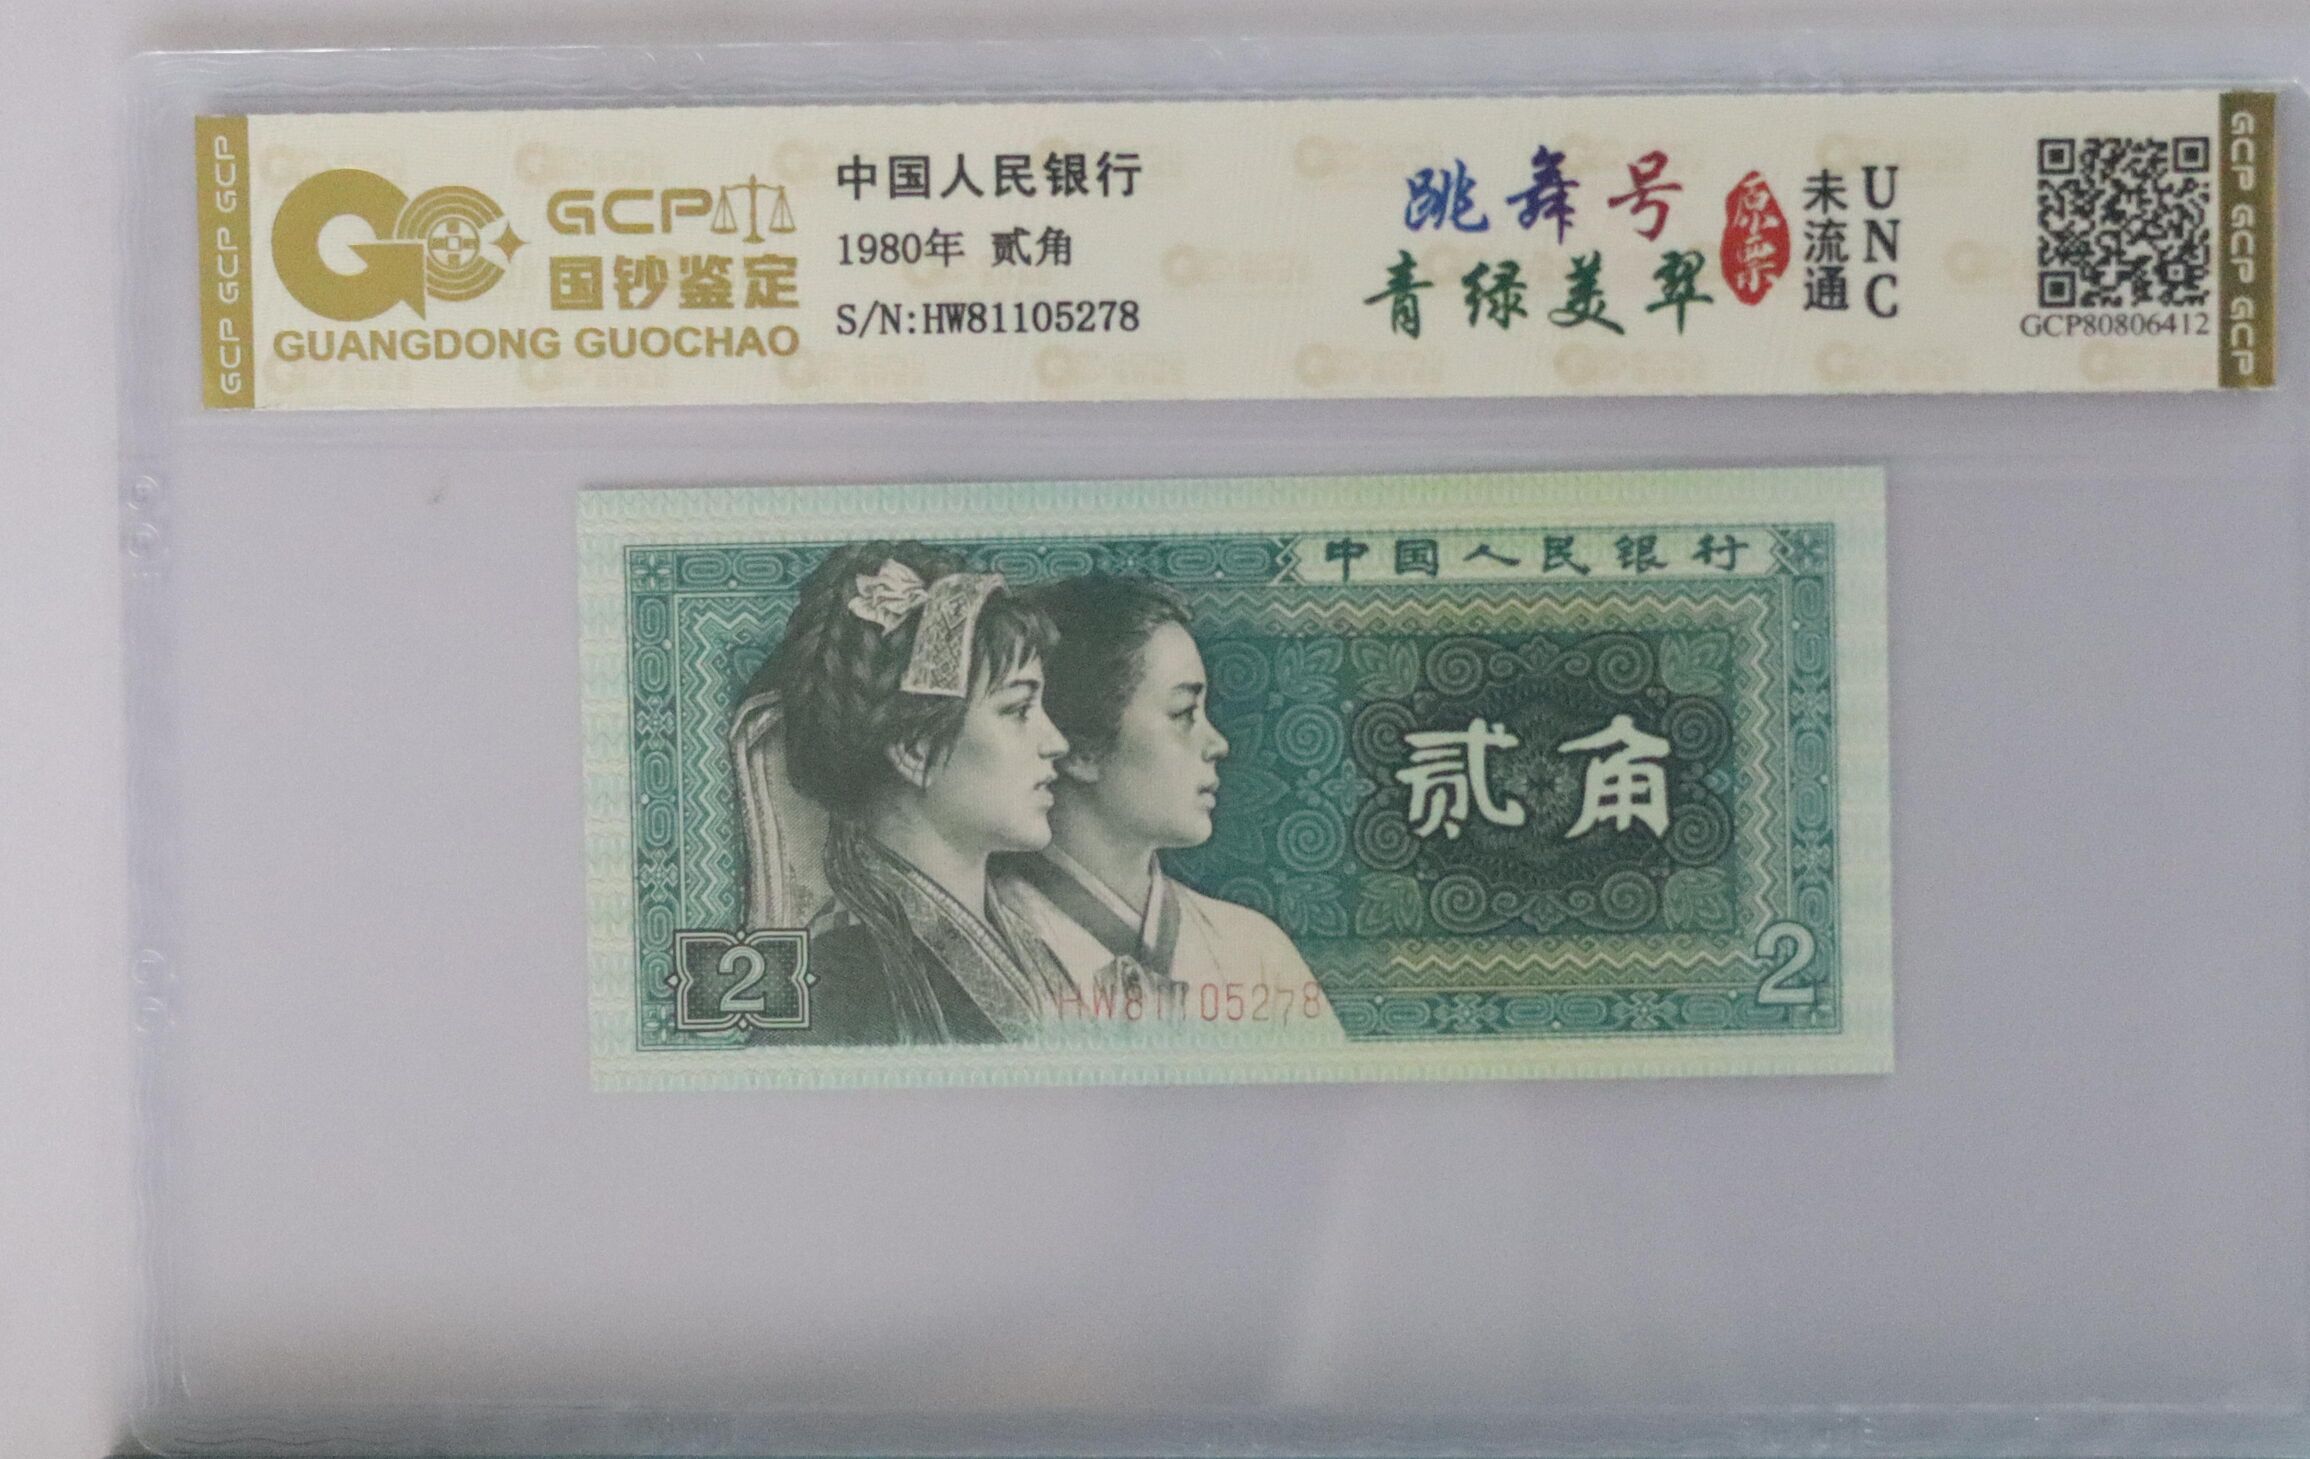 GCP GCP GCP
GCP
国钞鉴定
GUANGDONG GUOCHAO
中国人民银行
1980年 贰角
S/N:HW81105278
跳舞号
青绿美翠
原票
未流通
UNC
GCP80806412
GCP GCP GCP
中国人民银行
贰角
2
HW81105278
2